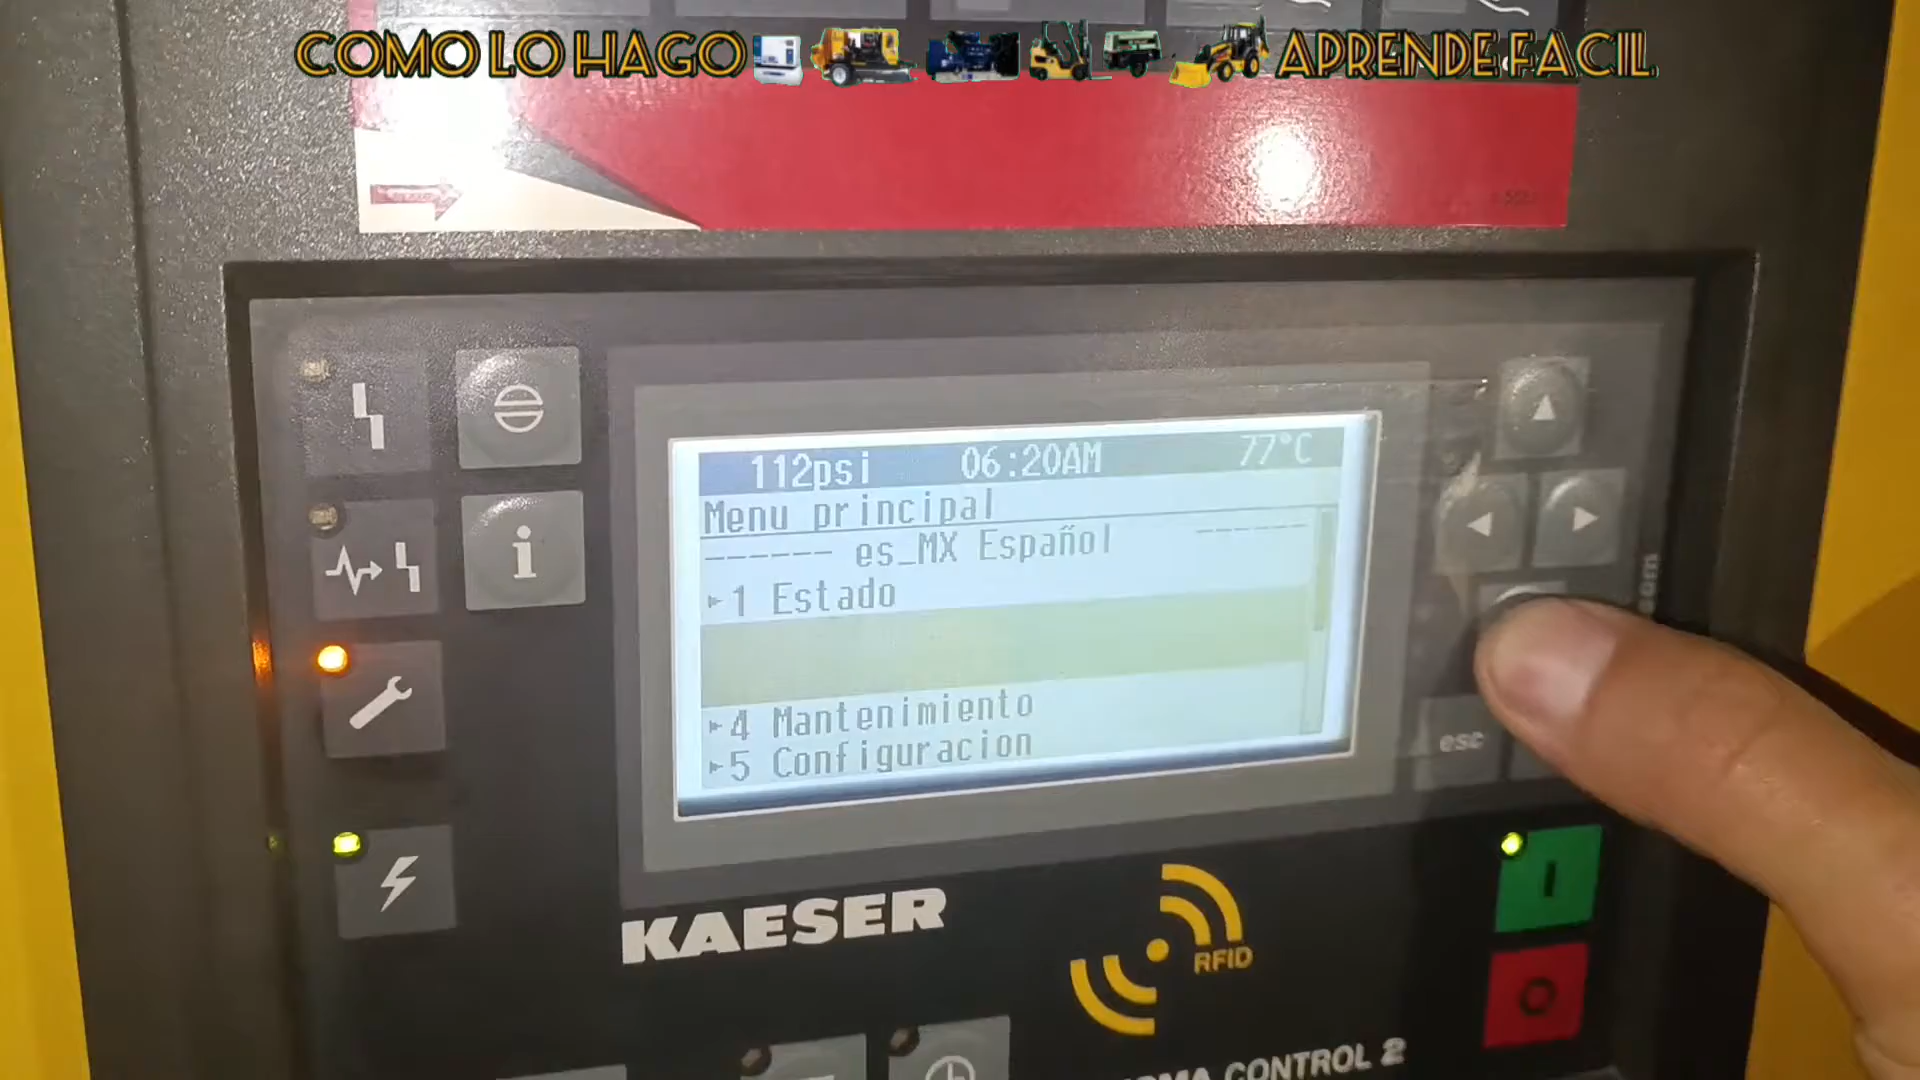 COMO LO HAGO APRENDE FACIL
112psi 06:20AM 77°C
Menu principal
------ es_MX Español ------
▸1 Estado
▸4 Mantenimiento
▸5 Configuracion
esc
KAESER
RFID
CONTROL 2